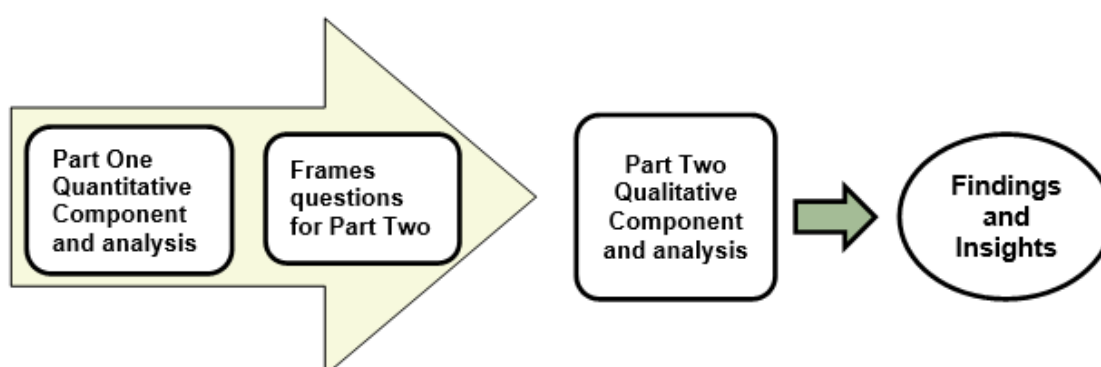 Part One
Quantitative
Component
and analysis
Frames
questions
for Part Two
Part Two
Qualitative
Component
and analysis
Findings
and
Insights